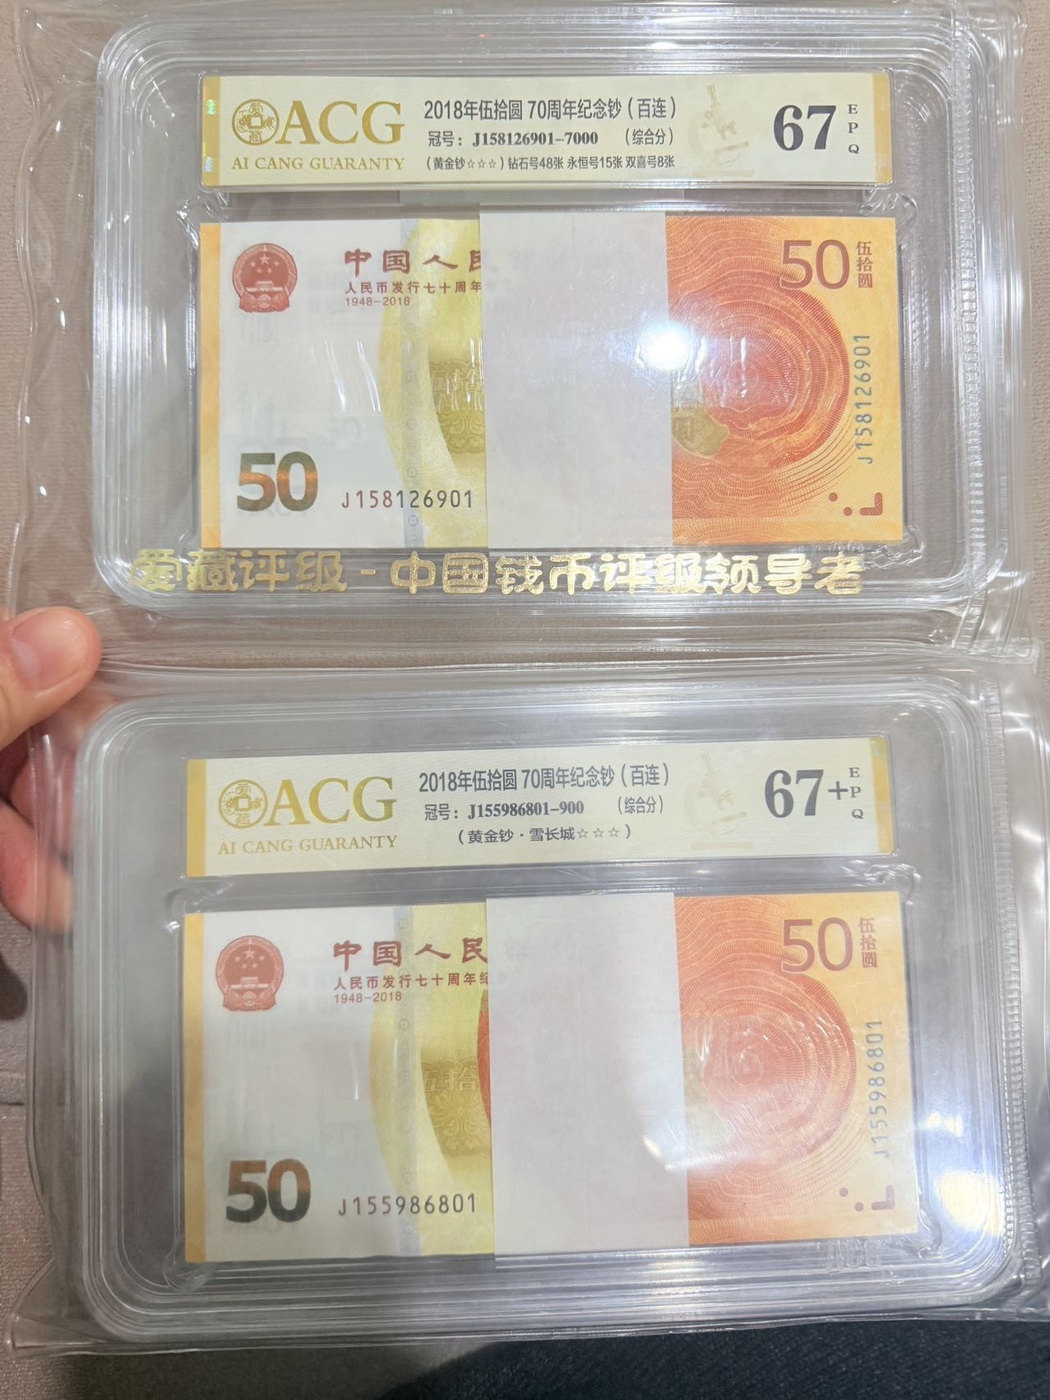 ACG
AI CANG GUARANTY
2018年伍拾圆 70周年纪念钞（百连）
冠号：J158126901-7000 （综合分）
（黄金钞☆☆☆）钻石号48张 永恒号15张 双喜号8张
67 EPQ
中国人民
人民币发行七十周年
1948-2018
50
J158126901
50 伍拾圆
J158126901
爱藏评级-中国钱币评级领导者
ACG
AI CANG GUARANTY
2018年伍拾圆 70周年纪念钞（百连）
冠号：J155986801-900 （综合分）
（黄金钞·雪长城☆☆☆）
67+ EPQ
中国人民
人民币发行七十周年纪
1948-2018
50
J155986801
50 伍拾圆
J155986801